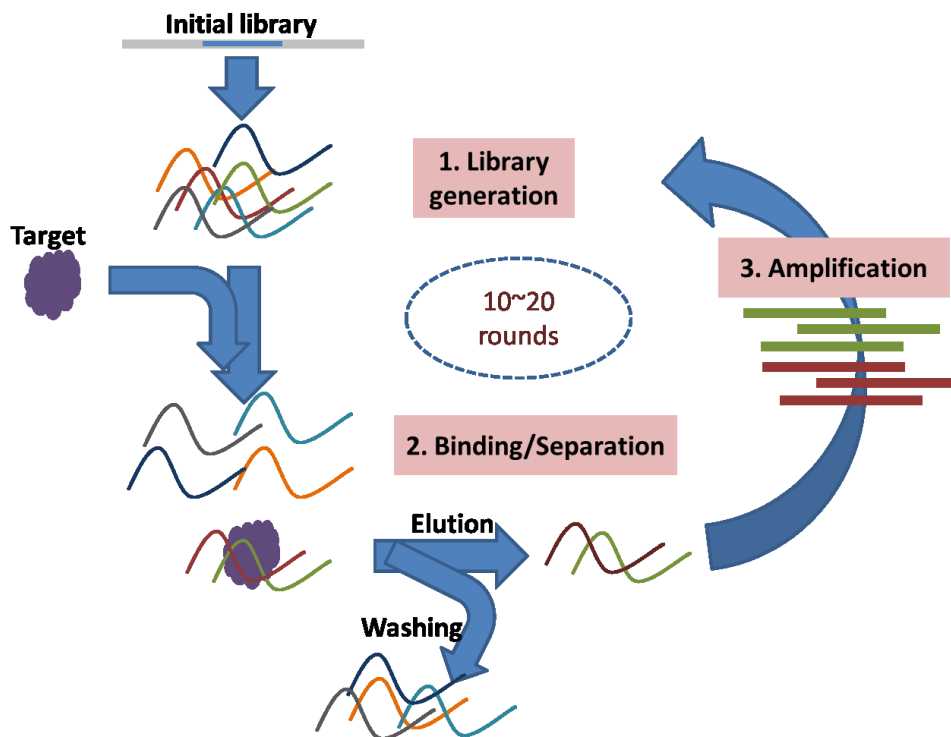 Initial library
1. Library
generation
Target
3. Amplification
10~20
rounds
2. Binding/Separation
Elution
Washing